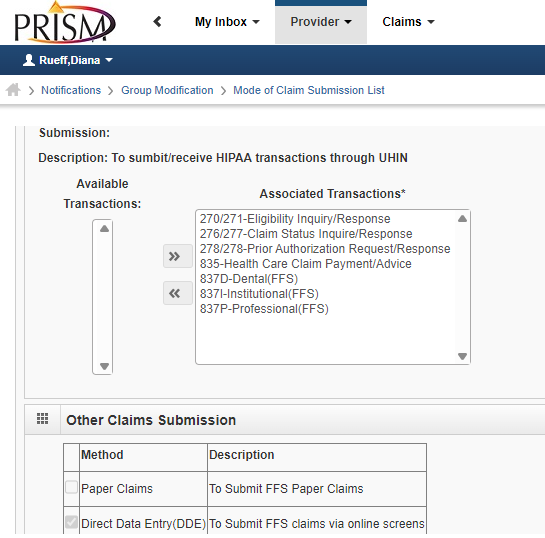 PRISM
My Inbox Provider Claims
Rueff,Diana
Notifications Group Modification Mode of Claim Submission List
Submission:
Description: To sumbit/receive HIPAA transactions through UHIN
Available
Transactions:
Associated Transactions*
270/271-Eligibility Inquiry/Response
276/277-Claim Status Inquire/Response
278/278-Prior Authorization Request/Response
835-Health Care Claim Payment/Advice
837D-Dental(FFS)
837I-Institutional(FFS)
837P-Professional(FFS)
Other Claims Submission
Method Description
Paper Claims To Submit FFS Paper Claims
Direct Data Entry(DDE) To Submit FFS claims via online screens